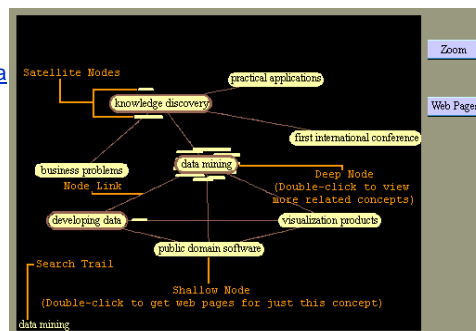 a
Zoom
Satellite Nodes
practical applications
knowledge discovery
Web Pages
first international conference
data mining
business problems
Deep Node
Node Link
(Double-click to view
more related concepts)
developing data
visualization products
public domain software
Search Trail
Shallow Node
(Double-click to get web pages for just this concept)
data mining